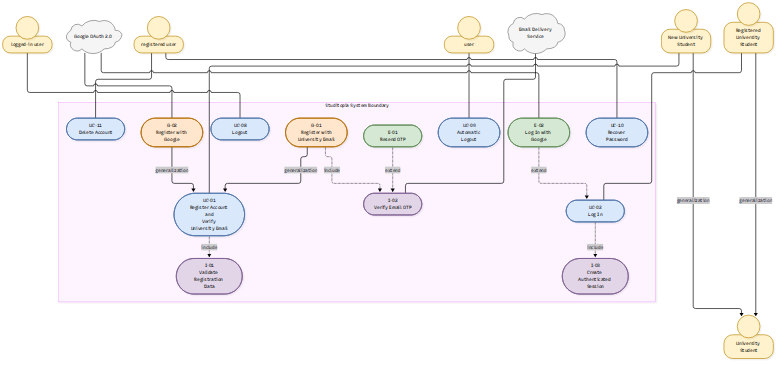 logged-in user
Google OAuth 2.0
registered user
user
Email Delivery
Service
New University
Student
Registered
University
Student
Studitopia System Boundary
UC-11
Delete Account
G-02
Register with
Google
UC-08
Logout
G-01
Register with
University Email
E-01
Resend OTP
UC-09
Automatic
Logout
E-02
Log In with
Google
UC-10
Recover
Password
generalization
generalization
include
extend
extend
generalization
generalization
UC-01
Register Account
and
Verify
University Email
Verify Email OTP
UC-02
Log In
include
include
I-01
Validate
Registration
Data
Create
Authenticated
Session
University
Student